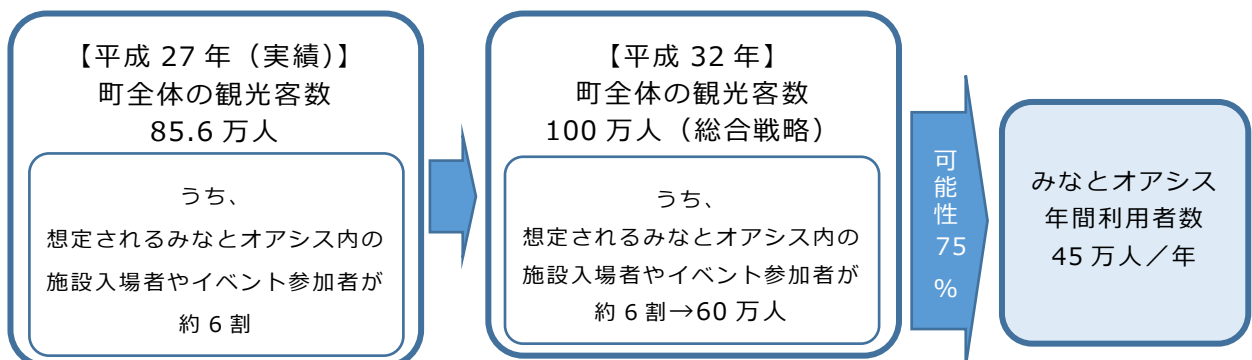 【平成 27 年（実績）】
町全体の観光客数
85.6 万人
うち、
想定されるみなとオアシス内の
施設入場者やイベント参加者が
約 6 割
【平成 32 年】
町全体の観光客数
100 万人（総合戦略）
うち、
想定されるみなとオアシス内の
施設入場者やイベント参加者が
約 6 割→60 万人
可能性 75 %
みなとオアシス
年間利用者数
45 万人／年